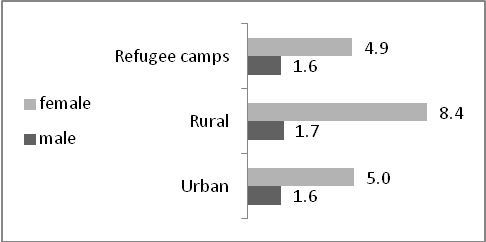 Refugee camps
4.9
1.6
female
male
Rural
8.4
1.7
Urban
5.0
1.6